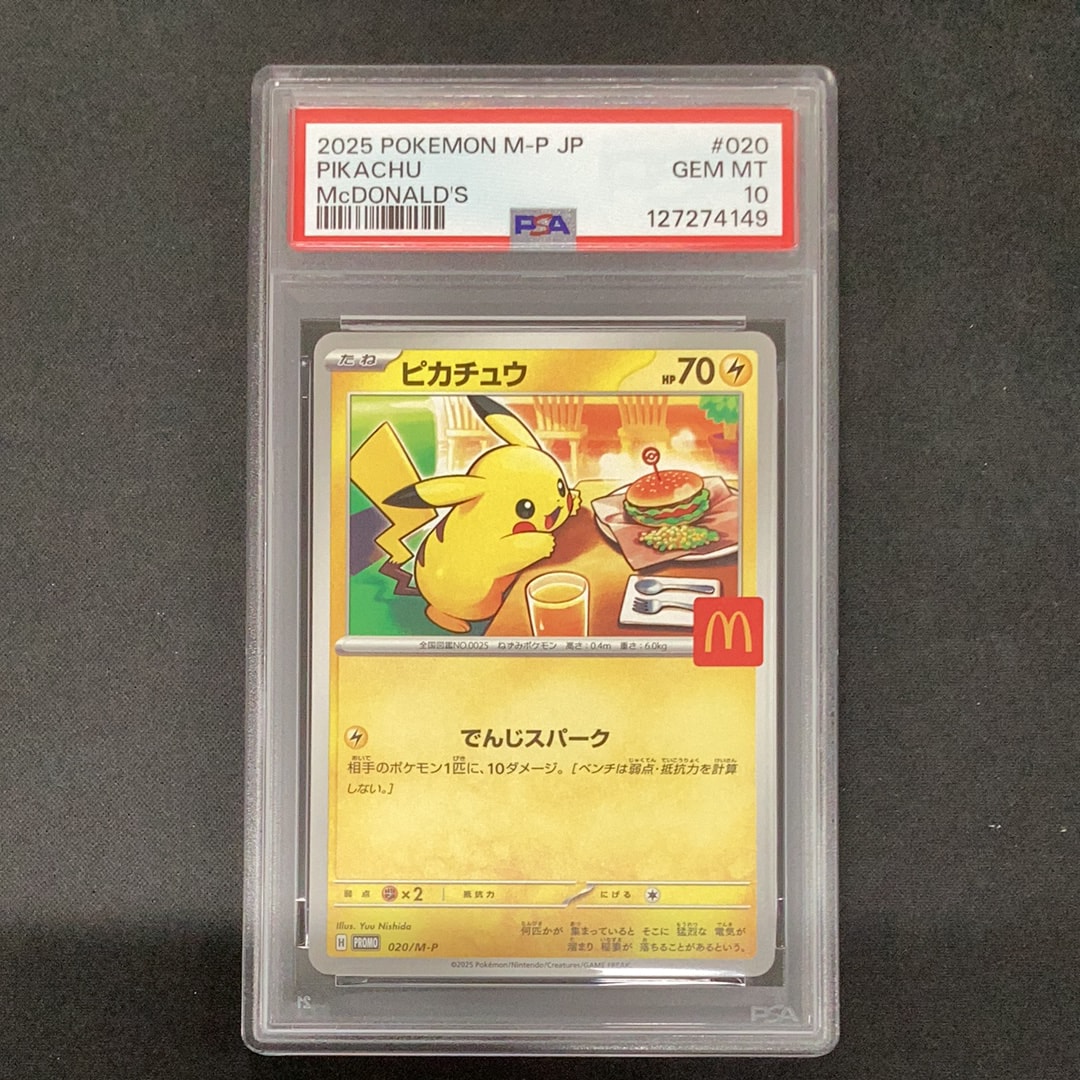 2025 POKEMON M-P JP #020
PIKACHU GEM MT
McDONALD'S 10
PSA 127274149
たね ピカチュウ HP70
M
全国図鑑NO.0025 ねずみポケモン 高さ:0.4m 重さ:6.0kg
でんじスパーク
相手のポケモン1匹に、10ダメージ。[ベンチは弱点・抵抗力を計算
しない。]
弱点 ×2 抵抗力 にげる
Illus. Yuu Nishida
何匹かが 集まっていると そこに 猛烈な 電気が
溜まり 稲妻が 落ちることがあるという。
H PROMO 020/M-P
©2025 Pokémon/Nintendo/Creatures/GAME FREAK
PSA